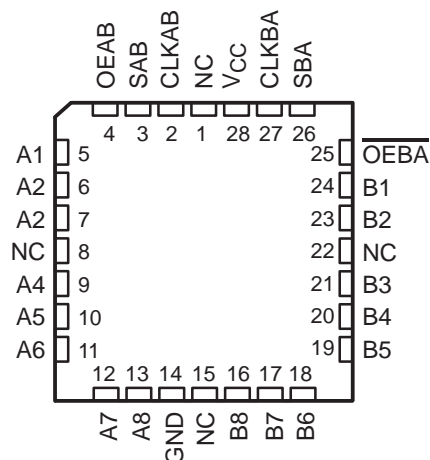 OEAB
SAB
CLKAB
NC
VCC
CLKBA
SBA
4 3 2 1 28 27 26
A1 5 25 OEBA
A2 6 24 B1
A2 7 23 B2
NC 8 22 NC
A4 9 21 B3
A5 10 20 B4
A6 11 19 B5
12 13 14 15 16 17 18
A7
A8
GND
NC
B8
B7
B6